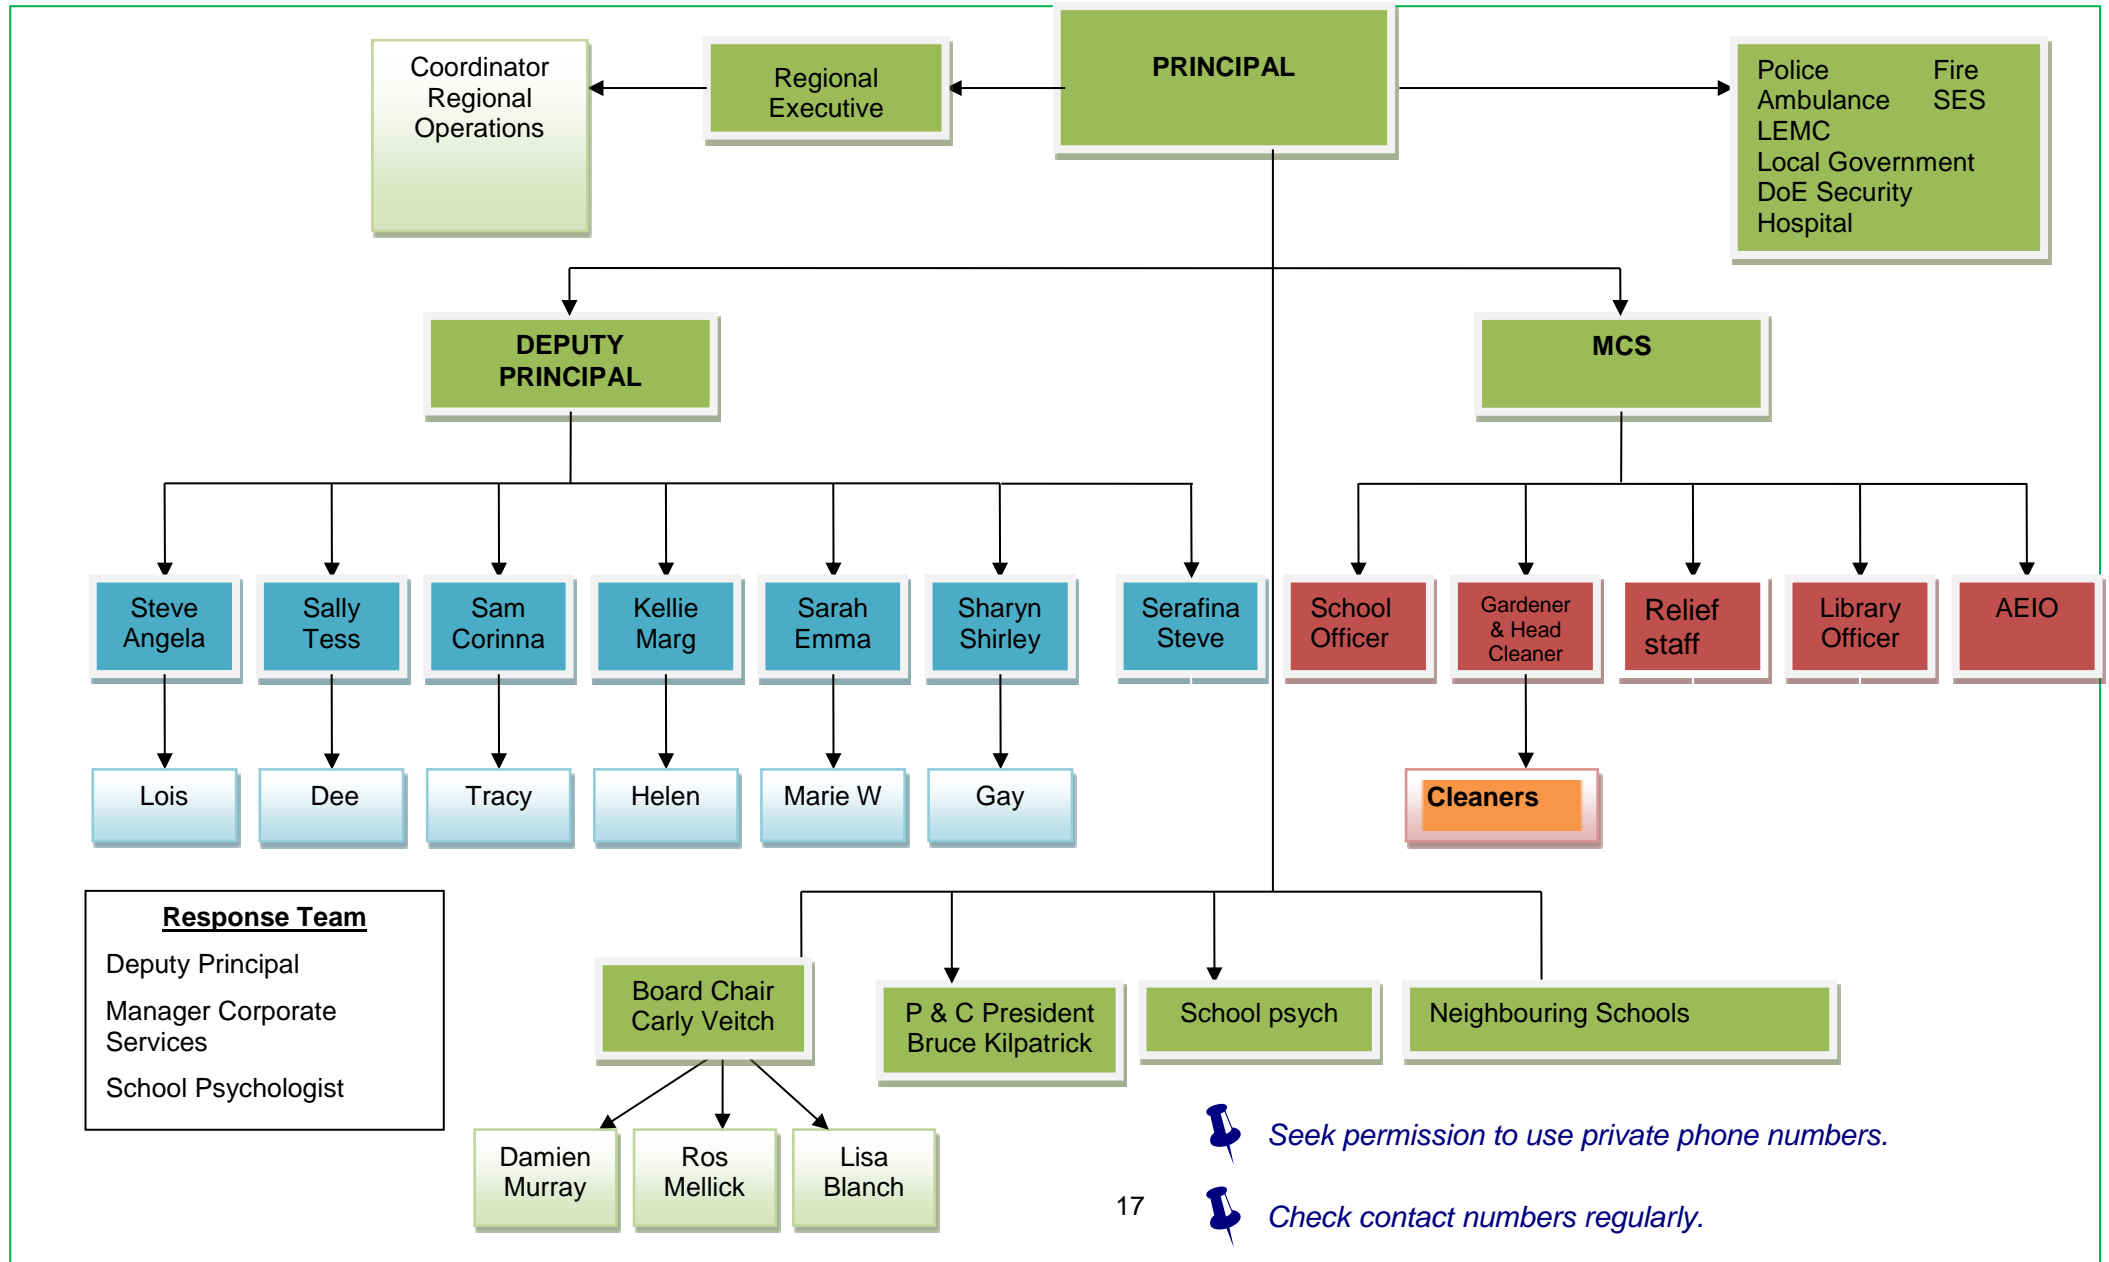 Coordinator
Regional
Operations
Regional
Executive
PRINCIPAL
Police Fire
Ambulance SES
LEMC
Local Government
DoE Security
Hospital
DEPUTY
PRINCIPAL
MCS
Steve
Angela
Sally
Tess
Sam
Corinna
Kellie
Marg
Sarah
Emma
Sharyn
Shirley
Serafina
Steve
School
Officer
Gardener
& Head
Cleaner
Relief
staff
Library
Officer
AEIO
Lois
Dee
Tracy
Helen
Marie W
Gay
Cleaners
Response Team
Deputy Principal
Manager Corporate
Services
School Psychologist
Board Chair
Carly Veitch
P & C President
Bruce Kilpatrick
School psych
Neighbouring Schools
Damien
Murray
Ros
Mellick
Lisa
Blanch
Seek permission to use private phone numbers.
17
Check contact numbers regularly.